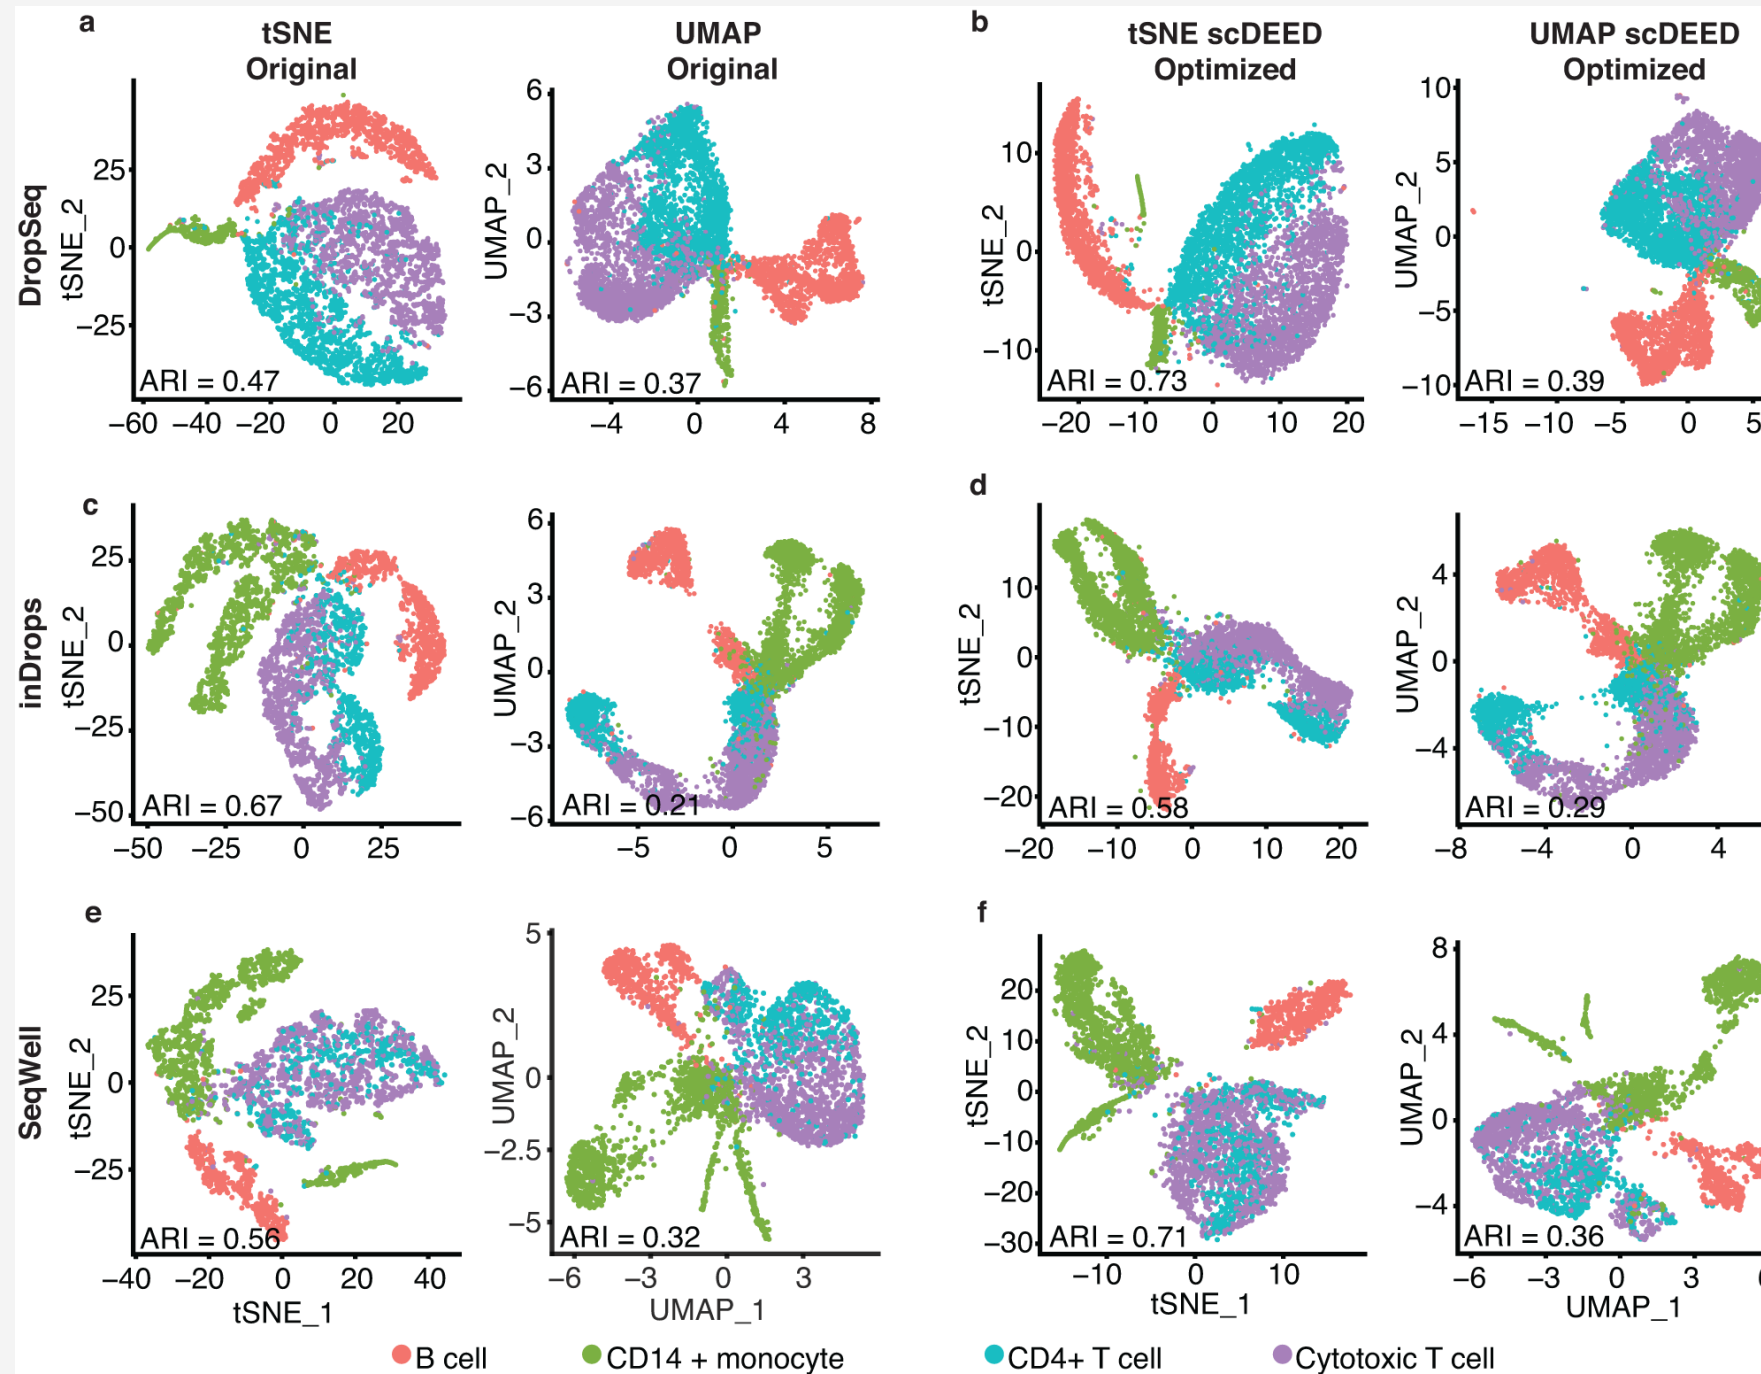 a
tSNE
Original
UMAP
Original
b
tSNE scDEED
Optimized
UMAP scDEED
Optimized
DropSeq
tSNE_2
25
0
−25
ARI = 0.47
−60 −40 −20 0 20
UMAP_2
6
3
0
−3
−6
ARI = 0.37
−4 0 4 8
tSNE_2
10
0
−10
ARI = 0.73
−20 −10 0 10 20
UMAP_2
10
5
0
−5
−10
ARI = 0.39
−15 −10 −5 0 5
inDrops
c
tSNE_2
25
0
−25
−50
ARI = 0.67
−50 −25 0 25
UMAP_2
6
3
0
−3
−6
ARI = 0.21
−5 0 5
d
tSNE_2
10
0
−10
−20
ARI = 0.58
−20 −10 0 10 20
UMAP_2
4
0
−4
ARI = 0.29
−8 −4 0 4
SeqWell
e
tSNE_2
25
0
−25
ARI = 0.56
−40 −20 0 20 40
tSNE_1
UMAP_2
5
0
−2.5
−5
ARI = 0.32
−6 −3 0 3
UMAP_1
f
tSNE_2
20
10
0
−10
−20
−30
ARI = 0.71
−10 0 10
tSNE_1
UMAP_2
8
4
0
−4
ARI = 0.36
−6 −3 0 3
UMAP_1
B cell
CD14 + monocyte
CD4+ T cell
Cytotoxic T cell